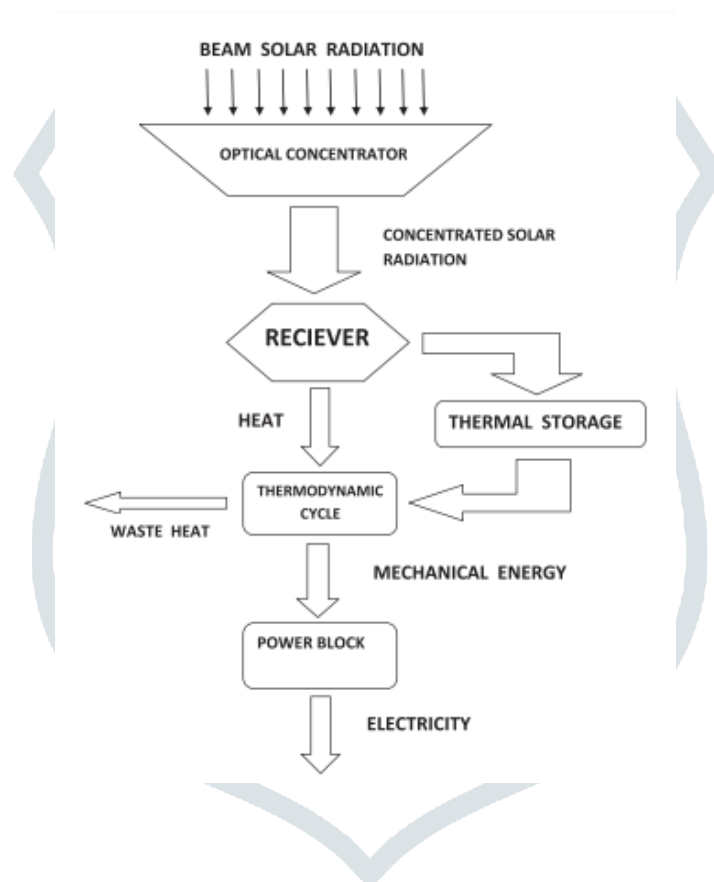 BEAM SOLAR RADIATION
OPTICAL CONCENTRATOR
CONCENTRATED SOLAR
RADIATION
RECIEVER
HEAT
THERMAL STORAGE
THERMODYNAMIC
CYCLE
WASTE HEAT
MECHANICAL ENERGY
POWER BLOCK
ELECTRICITY